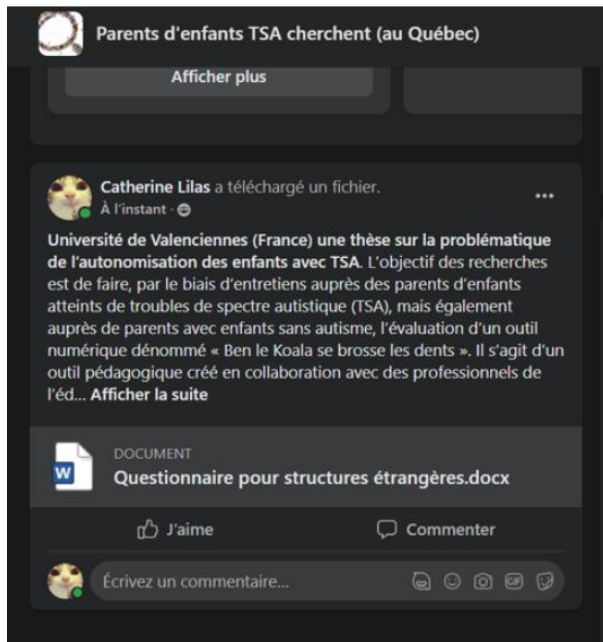 Parents d'enfants TSA cherchent (au Québec)
Afficher plus
Catherine Lilas a téléchargé un fichier.
À l'instant ·
Université de Valenciennes (France) une thèse sur la problématique
de l'autonomisation des enfants avec TSA. L'objectif des recherches
est de faire, par le biais d'entretiens auprès des parents d'enfants
atteints de troubles de spectre autistique (TSA), mais également
auprès de parents avec enfants sans autisme, l'évaluation d'un outil
numérique dénommé « Ben le Koala se brosse les dents ». Il s'agit d'un
outil pédagogique créé en collaboration avec des professionnels de
l'éd... Afficher la suite
W
DOCUMENT
Questionnaire pour structures étrangères.docx
J'aime
Commenter
Écrivez un commentaire...
GIF